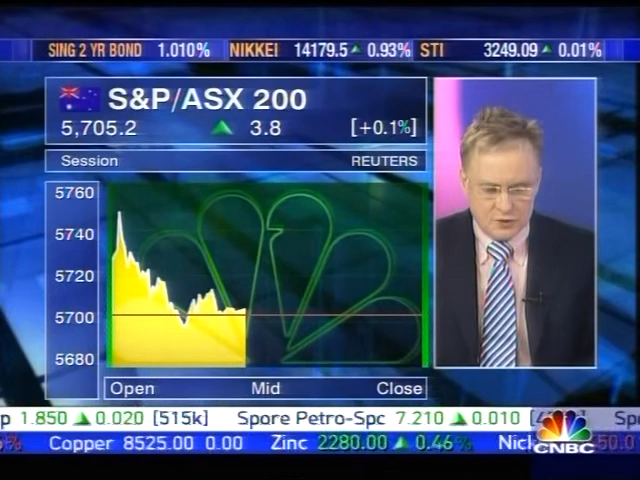 SING 2 YR BOND 1.010% NIKKEI 14179.5 0.93% STI 3249.09 0.01%
S&P/ASX 200
5,705.2 3.8 [+0.1%]
Session REUTERS
5760
5740
5720
5700
5680
Open Mid Close
p 1.850 0.020 [515k] Spore Petro-Spc 7.210 0.010
% Copper 8525.00 0.00 Zinc 2280.00 0.46% Nick 50.0
CNBC